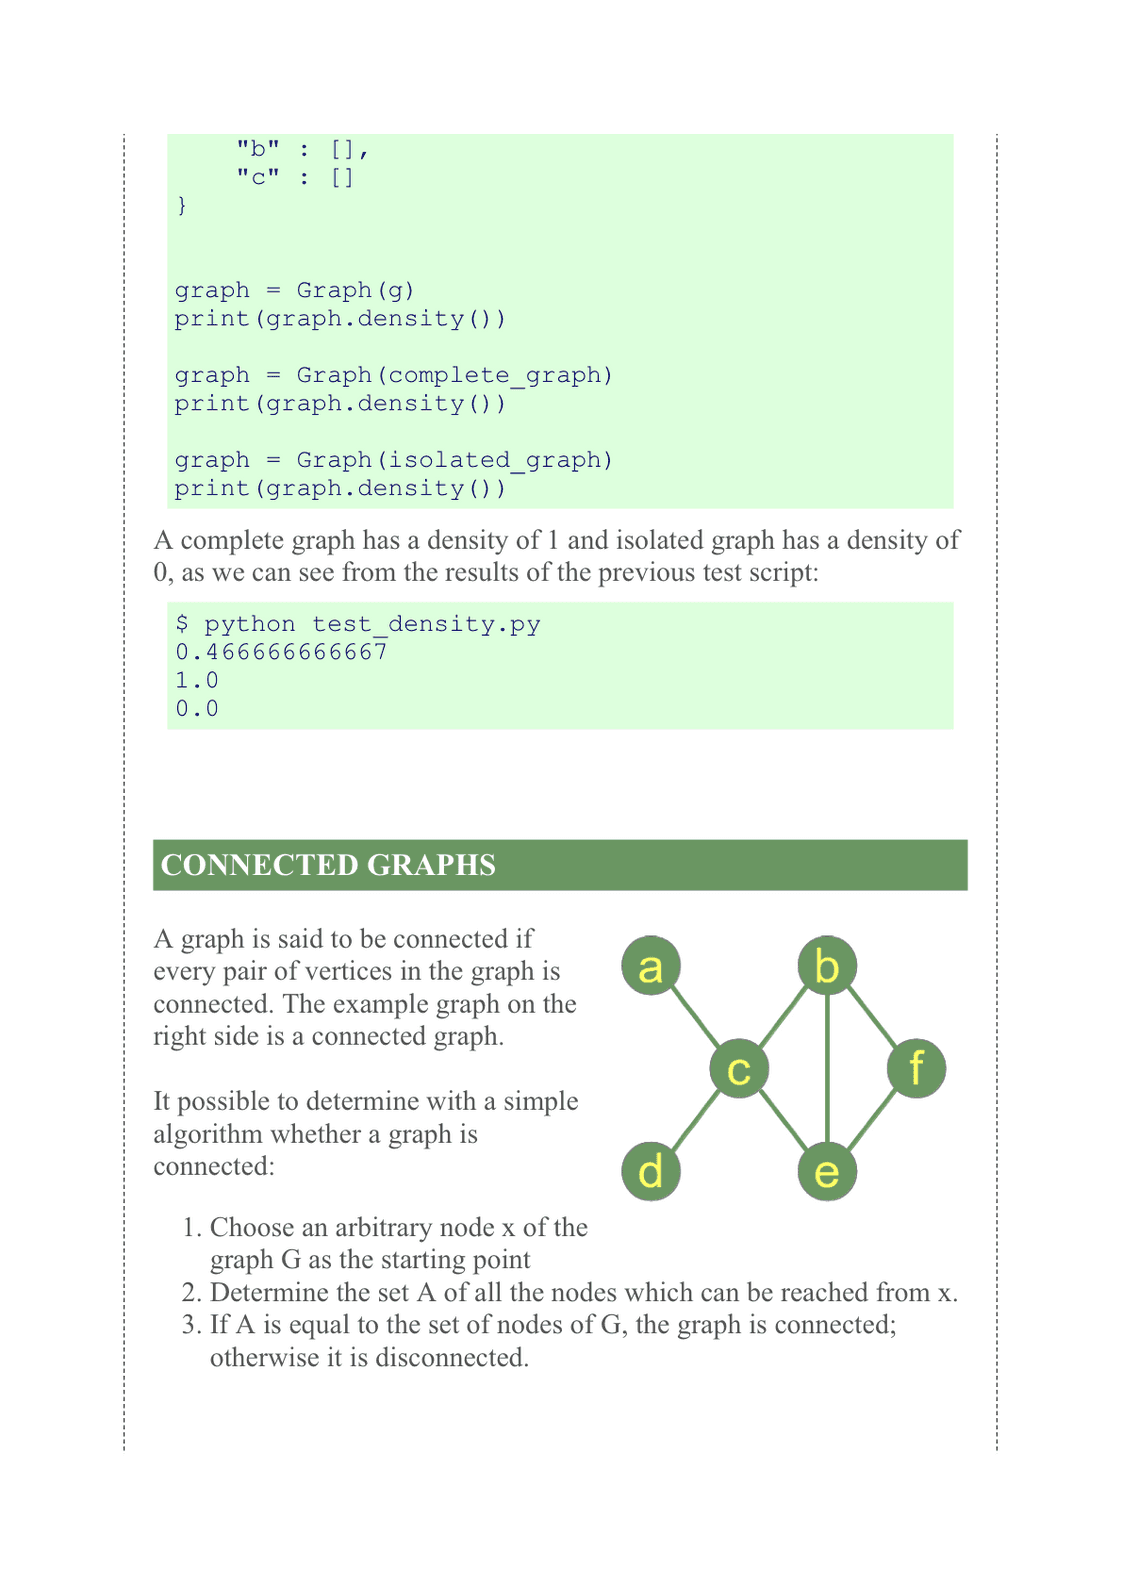 "b" : [],
    "c" : []
}
graph = Graph(g)
print(graph.density())
graph = Graph(complete_graph)
print(graph.density())
graph = Graph(isolated_graph)
print(graph.density())
A complete graph has a density of 1 and isolated graph has a density of
0, as we can see from the results of the previous test script:
$ python test_density.py
0.466666666667
1.0
0.0
CONNECTED GRAPHS
A graph is said to be connected if
every pair of vertices in the graph is
connected. The example graph on the
right side is a connected graph.
It possible to determine with a simple
algorithm whether a graph is
connected:
a
b
c
f
d
e
1. Choose an arbitrary node x of the
graph G as the starting point
2. Determine the set A of all the nodes which can be reached from x.
3. If A is equal to the set of nodes of G, the graph is connected;
otherwise it is disconnected.